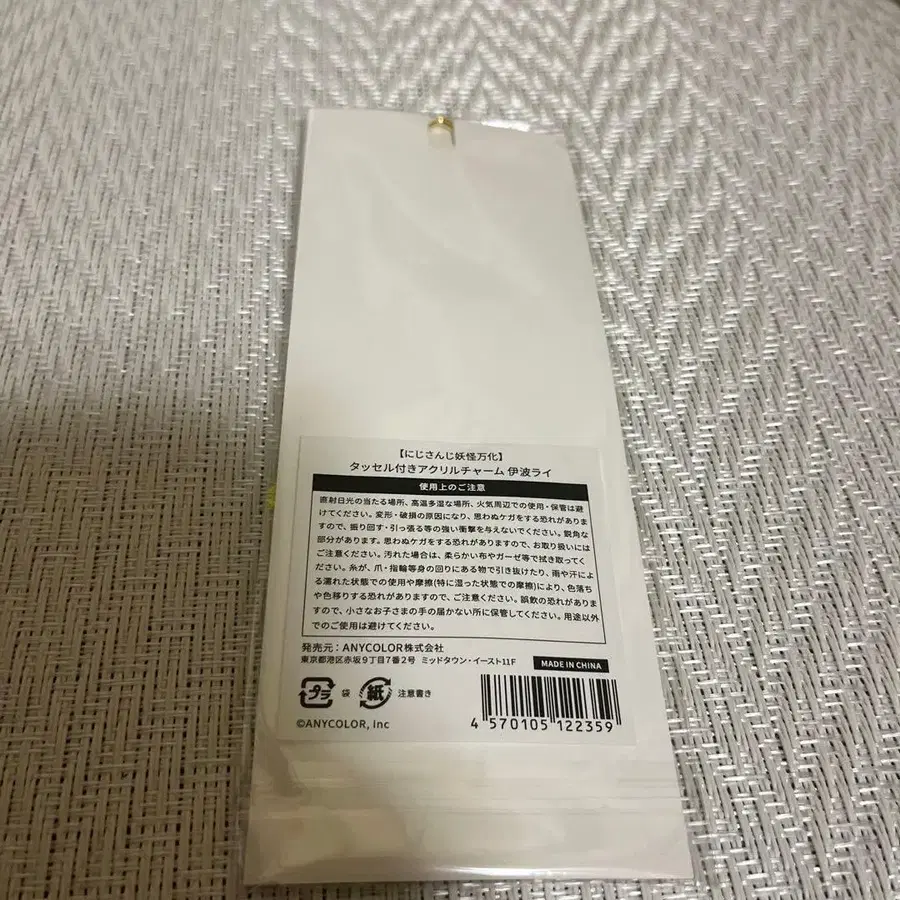 【にじさんじ妖怪万化】
タッセル付きアクリルチャーム 伊波ライ
使用上のご注意
直射日光の当たる場所、高温多湿な場所、火気周辺での使用・保管は避
けてください。変形・破損の原因になり、思わぬケガをする恐れがありま
すので、振り回す・引っ張る等の強い衝撃を与えないでください。鋭角な
部分があります。思わぬケガをする恐れがありますので、お取り扱いには
ご注意ください。汚れた場合は、柔らかい布やガーゼ等で拭き取ってく
ださい。糸が、爪・指輪等身の回りにある物で引き抜けたり、雨や汗によ
る濡れた状態での使用や摩擦(特に湿った状態での摩擦)により、色落ち
や色移りする恐れがありますので、ご注意ください。誤飲の恐れがありま
すので、小さなお子さまの手の届かない所に保管してください。用途以外
でのご使用は避けてください。
発売元：ANYCOLOR株式会社
東京都港区赤坂9丁目7番2号 ミッドタウン・イースト11F
MADE IN CHINA
プラ 袋 紙 注意書き
©ANYCOLOR, Inc
4 570105 122359